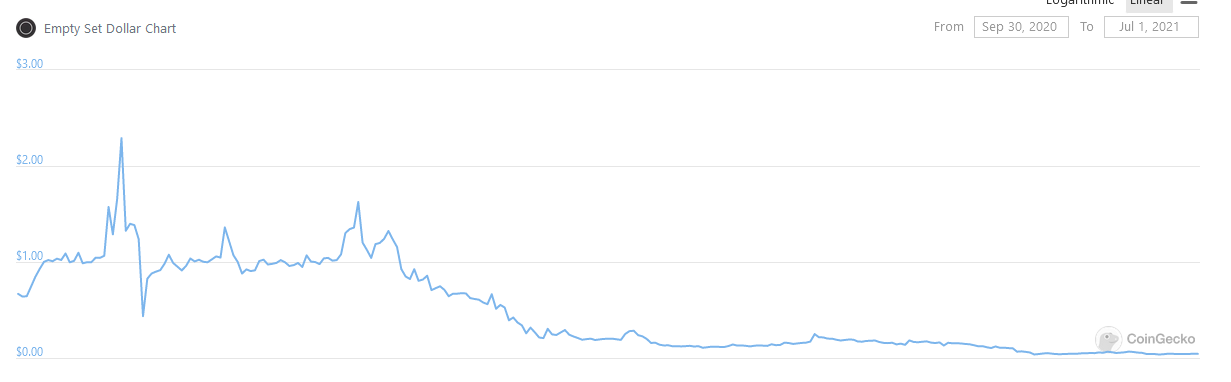 Logarithmic Linear
Empty Set Dollar Chart
From Sep 30, 2020 To Jul 1, 2021
$3.00
$2.00
$1.00
$0.00
CoinGecko